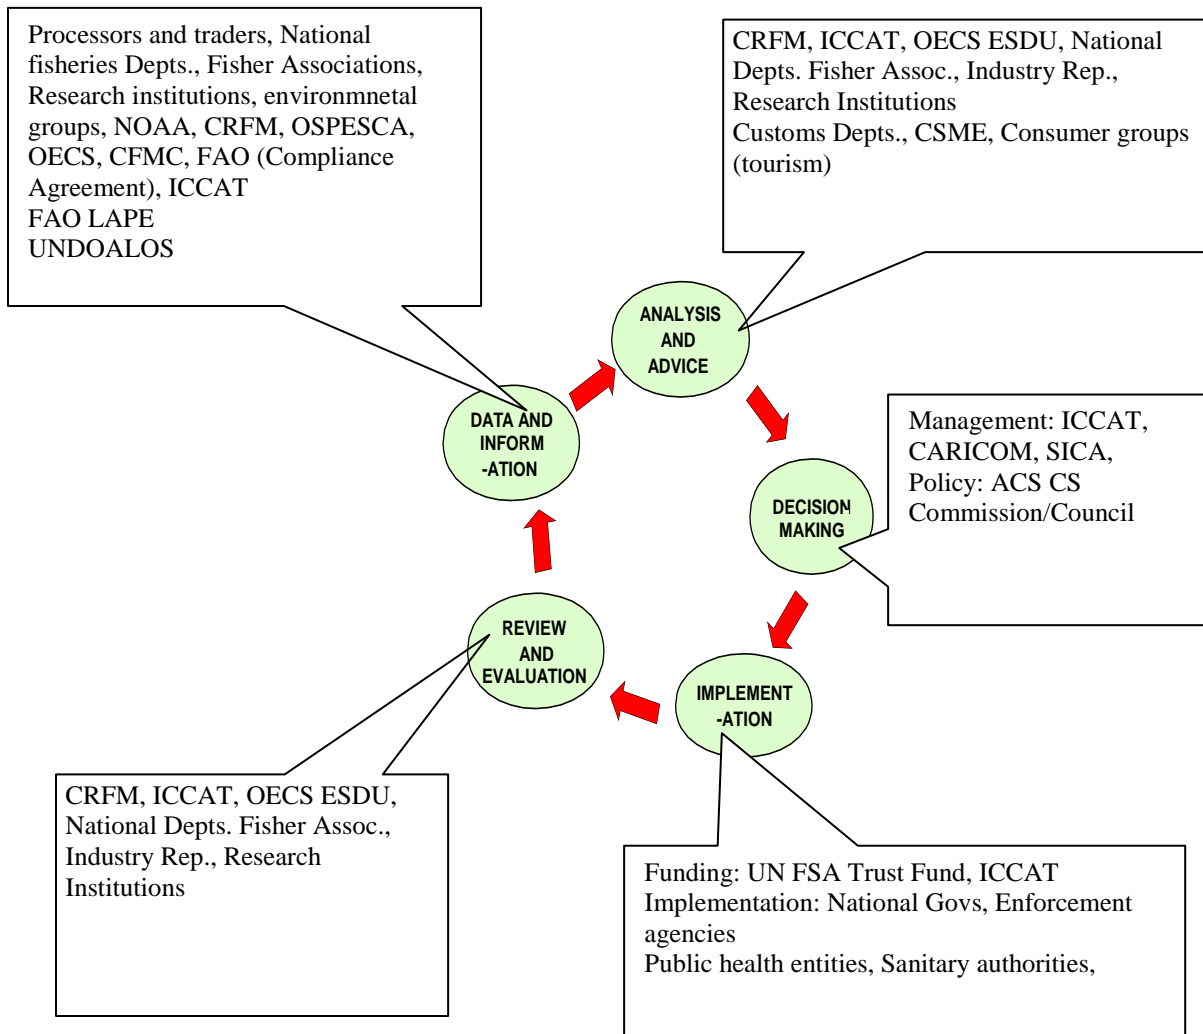 Processors and traders, National
fisheries Depts., Fisher Associations,
Research institutions, environmnetal
groups, NOAA, CRFM, OSPESCA,
OECS, CFMC, FAO (Compliance
Agreement), ICCAT
FAO LAPE
UNDOALOS
CRFM, ICCAT, OECS ESDU, National
Depts. Fisher Assoc., Industry Rep.,
Research Institutions
Customs Depts., CSME, Consumer groups
(tourism)
ANALYSIS
AND
ADVICE
DATA AND
INFORM
-ATION
Management: ICCAT,
CARICOM, SICA,
Policy: ACS CS
Commission/Council
DECISION
MAKING
REVIEW
AND
EVALUATION
IMPLEMENT
-ATION
CRFM, ICCAT, OECS ESDU,
National Depts. Fisher Assoc.,
Industry Rep., Research
Institutions
Funding: UN FSA Trust Fund, ICCAT
Implementation: National Govs, Enforcement
agencies
Public health entities, Sanitary authorities,